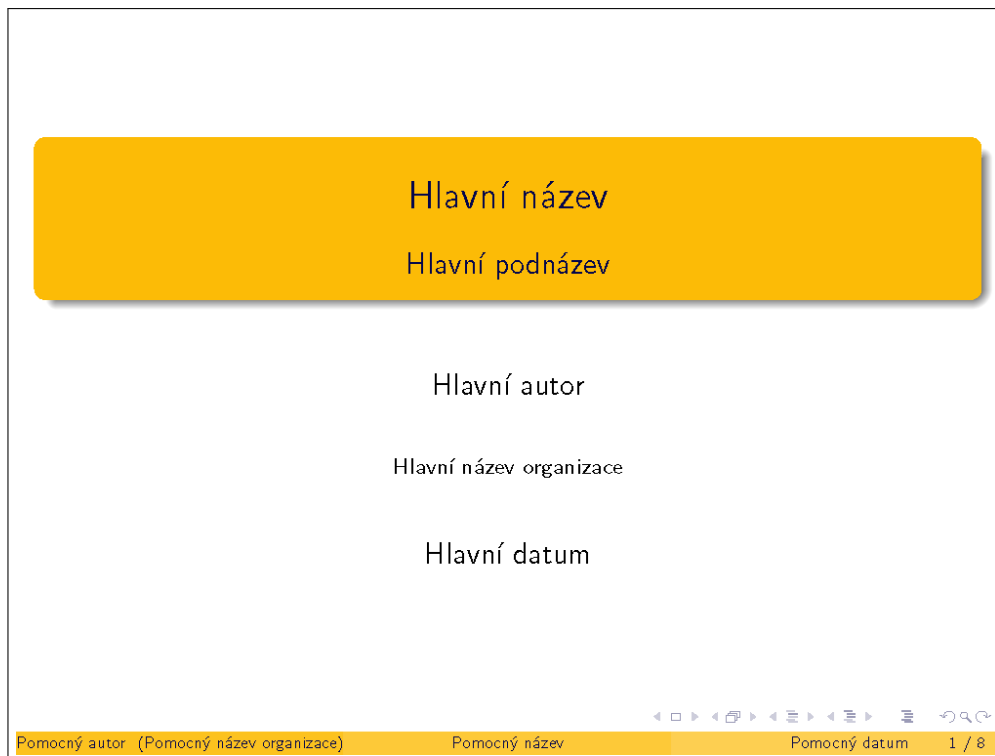 Hlavní název
Hlavní podnázev
Hlavní autor
Hlavní název organizace
Hlavní datum
Pomocný autor (Pomocný název organizace) Pomocný název Pomocný datum 1 / 8